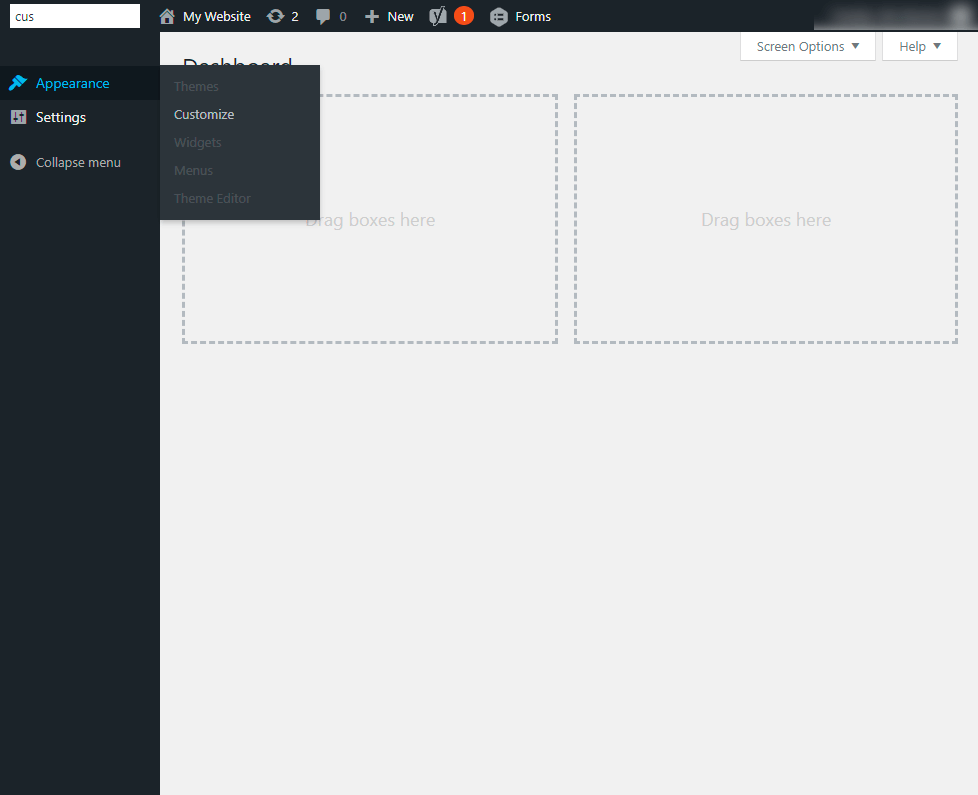 cus
My Website 2 0 New 1 Forms
Screen Options ▼ Help ▼
Dashboard
Appearance
Settings
Collapse menu
Themes
Customize
Widgets
Menus
Theme Editor
Drag boxes here
Drag boxes here